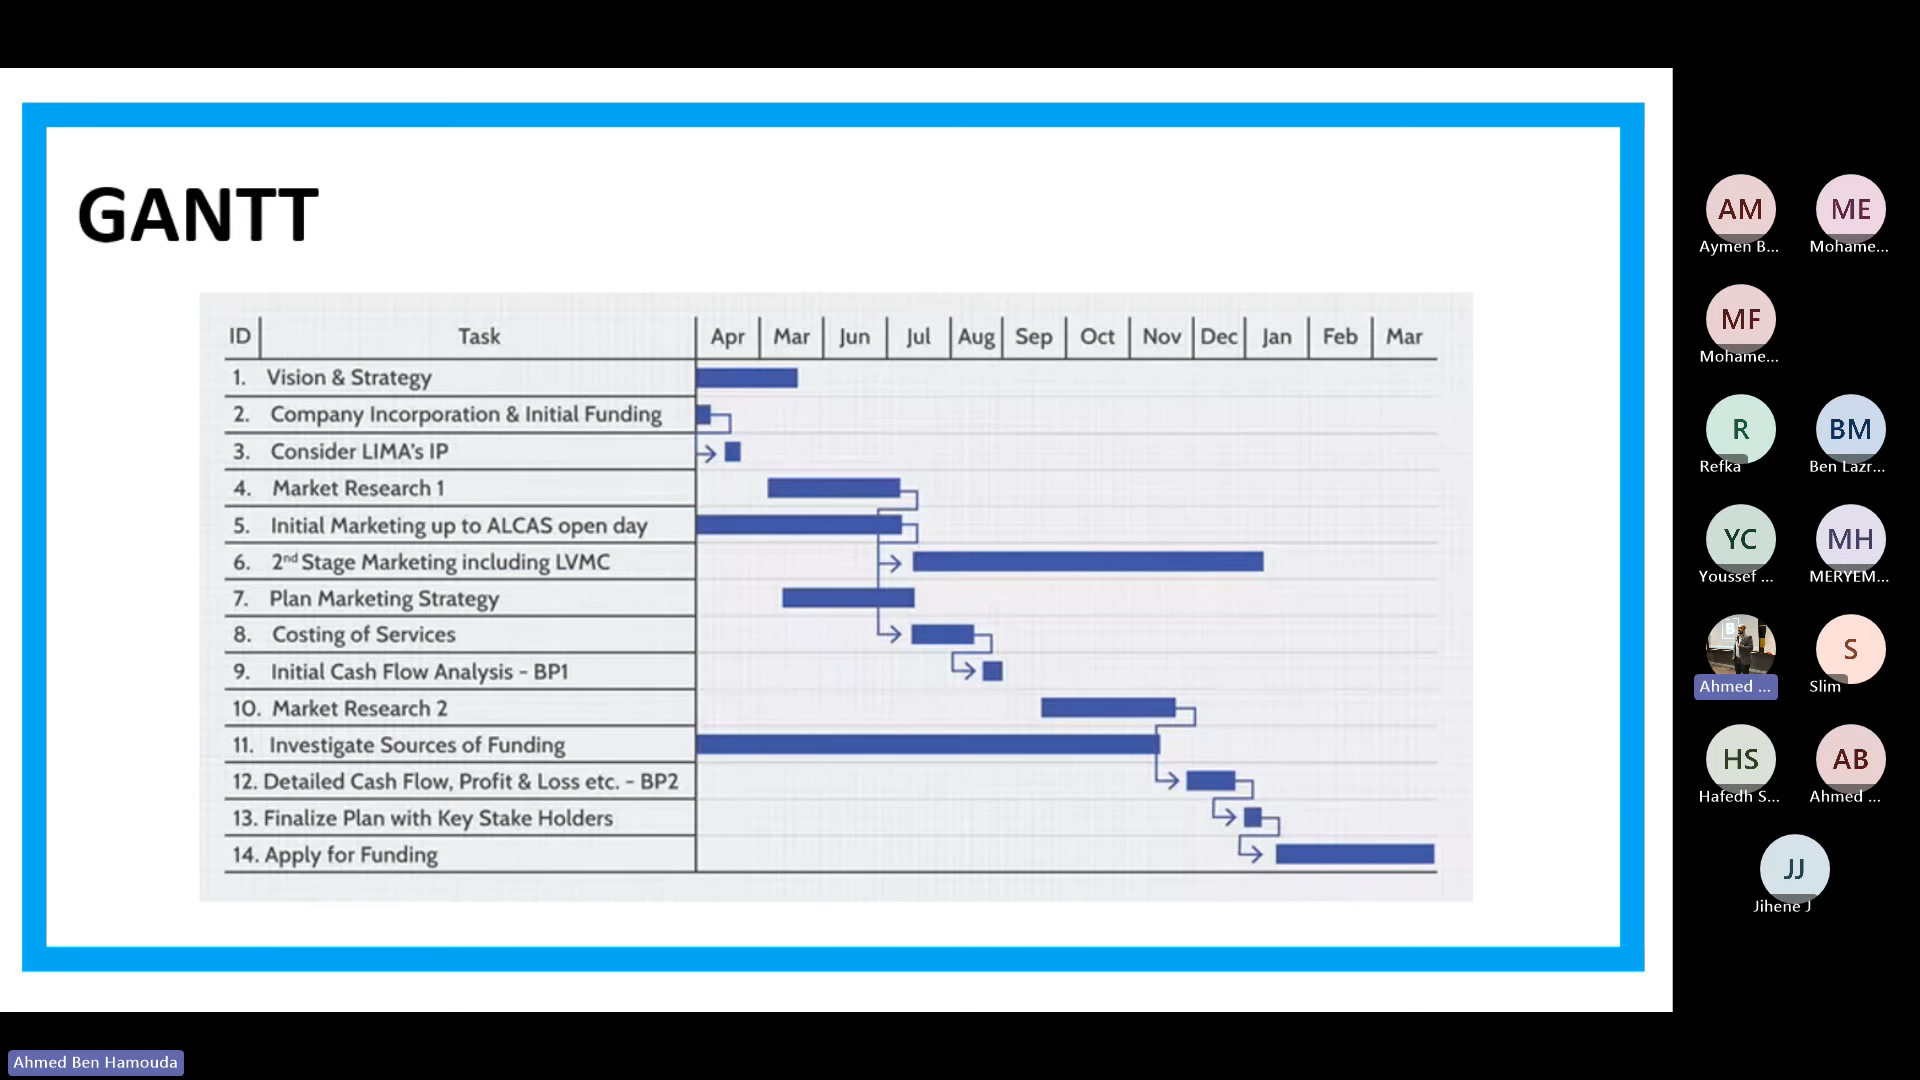 GANTT
ID Task Apr Mar Jun Jul Aug Sep Oct Nov Dec Jan Feb Mar
1. Vision & Strategy
2. Company Incorporation & Initial Funding
3. Consider LIMA's IP
4. Market Research 1
5. Initial Marketing up to ALCAS open day
6. 2nd Stage Marketing including LVMC
7. Plan Marketing Strategy
8. Costing of Services
9. Initial Cash Flow Analysis - BP1
10. Market Research 2
11. Investigate Sources of Funding
12. Detailed Cash Flow, Profit & Loss etc. - BP2
13. Finalize Plan with Key Stake Holders
14. Apply for Funding
AM ME
Aymen B... Mohame...
MF
Mohame...
R BM
Refka Ben Lazr...
YC MH
Youssef ... MERYEM...
S
Ahmed ... Slim
HS AB
Hafedh S... Ahmed ...
JJ
Jihene J
Ahmed Ben Hamouda